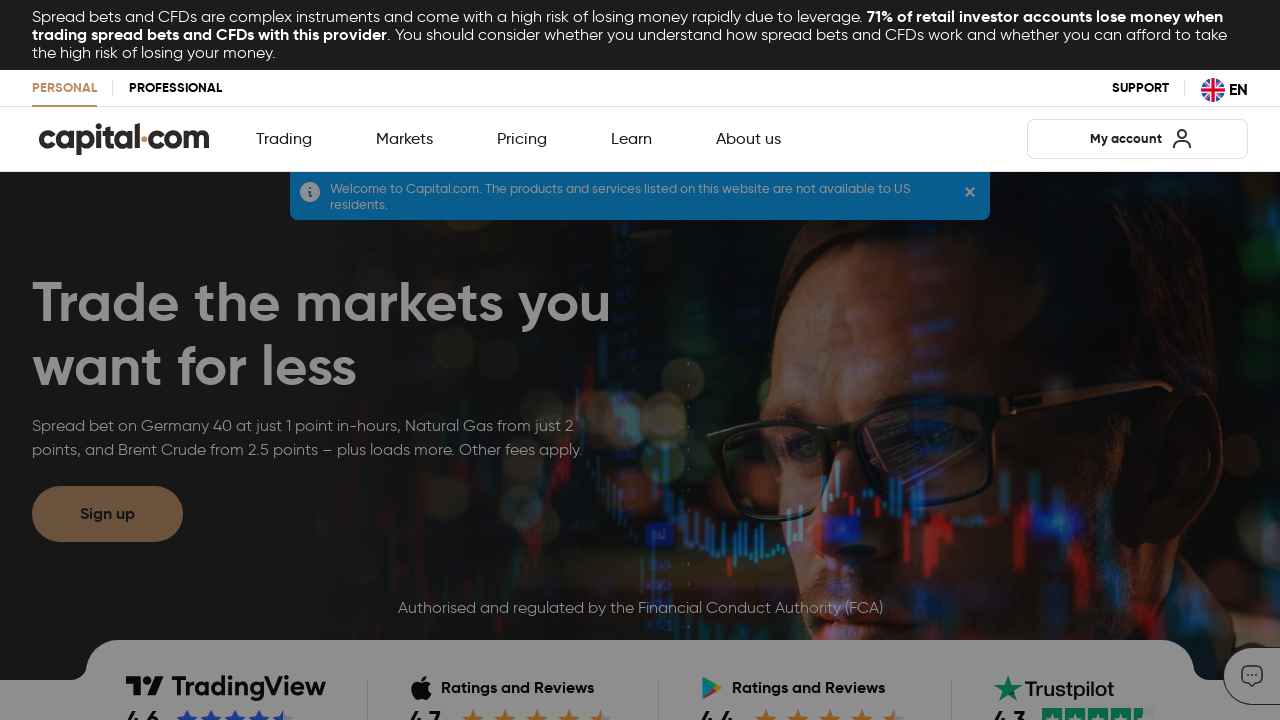 Spread bets and CFDs are complex instruments and come with a high risk of losing money rapidly due to leverage. 71% of retail investor accounts lose money when
trading spread bets and CFDs with this provider. You should consider whether you understand how spread bets and CFDs work and whether you can afford to take
the high risk of losing your money.
PERSONAL PROFESSIONAL SUPPORT EN
capital.com Trading Markets Pricing Learn About us My account
Welcome to Capital.com. The products and services listed on this website are not available to US
residents.
Trade the markets you
want for less
Spread bet on Germany 40 at just 1 point in-hours, Natural Gas from just 2
points, and Brent Crude from 2.5 points – plus loads more. Other fees apply.
Sign up
Authorised and regulated by the Financial Conduct Authority (FCA)
TradingView Ratings and Reviews Ratings and Reviews Trustpilot
4.6 4.7 4.4 4.3